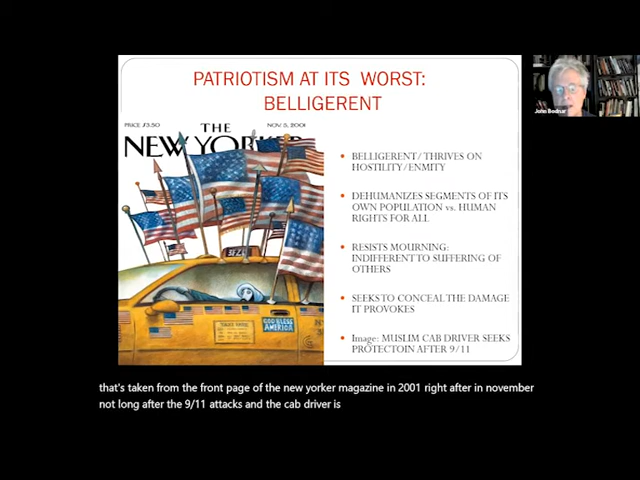 PATRIOTISM AT ITS WORST:
BELLIGERENT
PRICE $3.50
THE
NOV. 5, 2001
NEW YORKER
GOD BLESS
AMERICA
BELLIGERENT/ THRIVES ON
HOSTILITY/ENMITY
DEHUMANIZES SEGMENTS OF ITS
OWN POPULATION vs. HUMAN
RIGHTS FOR ALL
RESISTS MOURNING:
INDIFFERENT TO SUFFERING OF
OTHERS
SEEKS TO CONCEAL THE DAMAGE
IT PROVOKES
Image: MUSLIM CAB DRIVER SEEKS
PROTECTOIN AFTER 9/11
John Bodnar
that's taken from the front page of the new yorker magazine in 2001 right after in november
not long after the 9/11 attacks and the cab driver is